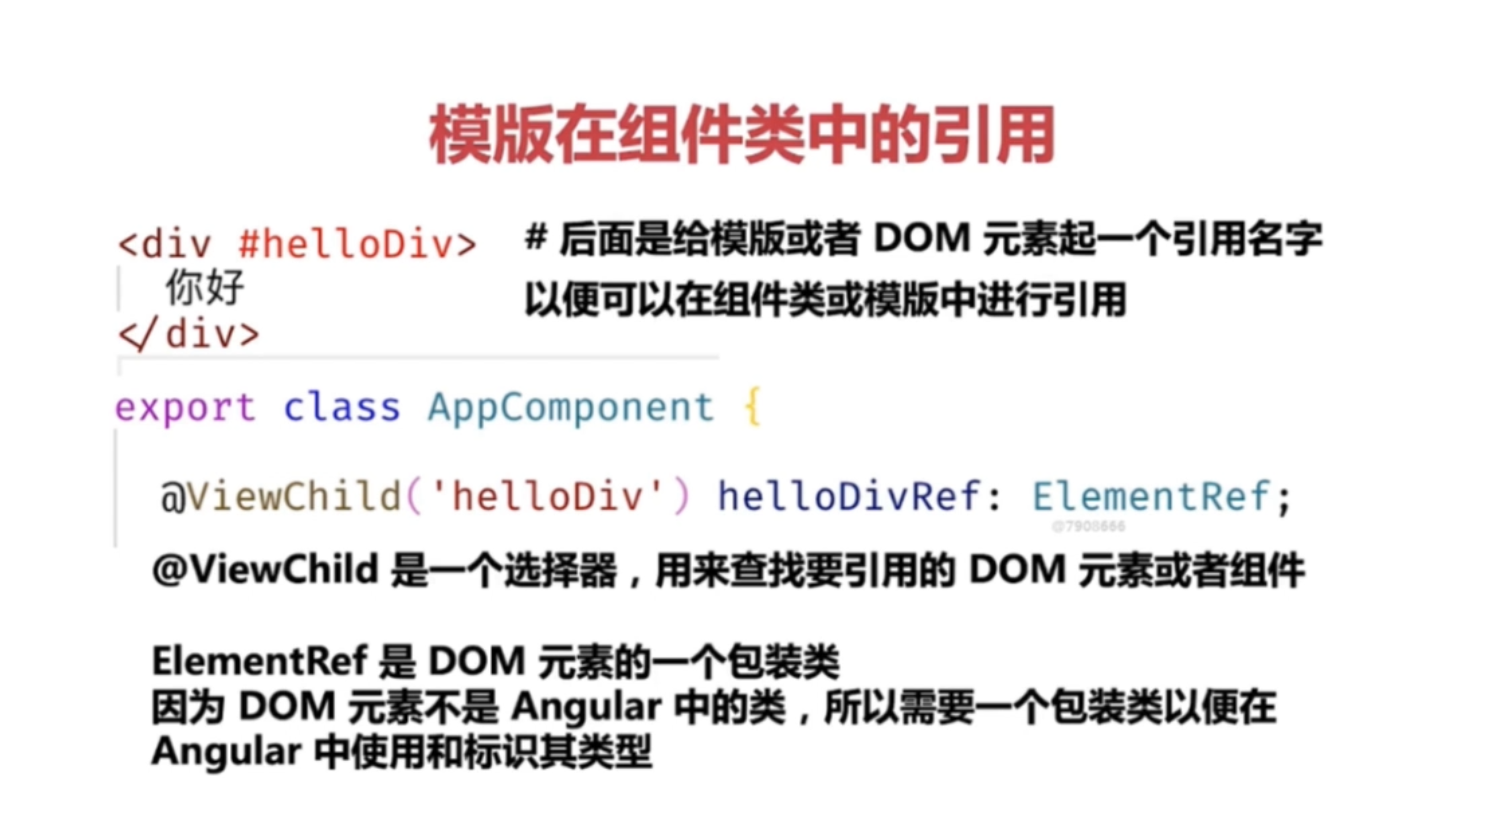 模版在组件类中的引用
<div #helloDiv>
# 后面是给模版或者 DOM 元素起一个引用名字
你好
以便可以在组件类或模版中进行引用
</div>
export class AppComponent {
@ViewChild('helloDiv') helloDivRef: ElementRef;
@7908666
@ViewChild 是一个选择器，用来查找要引用的 DOM 元素或者组件
ElementRef 是 DOM 元素的一个包装类
因为 DOM 元素不是 Angular 中的类，所以需要一个包装类以便在
Angular 中使用和标识其类型